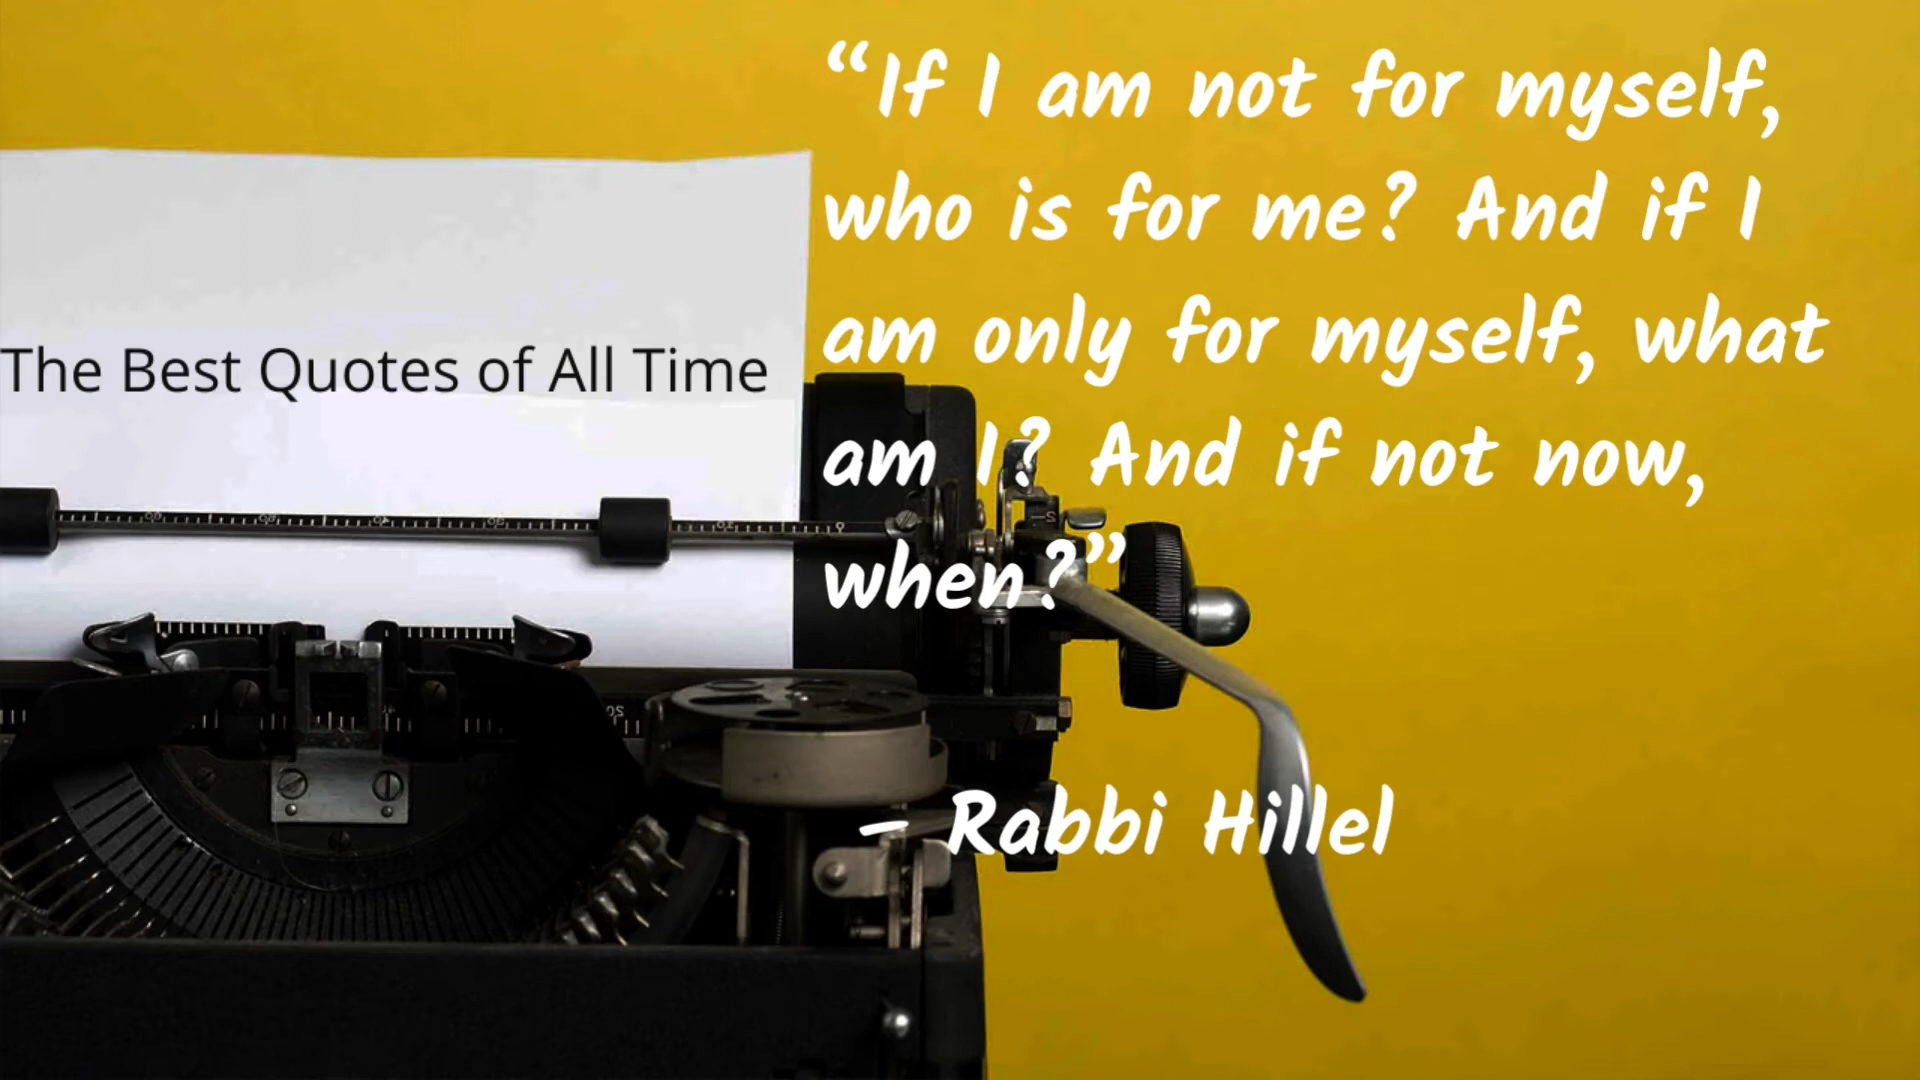 The Best Quotes of All Time
“If I am not for myself,
who is for me? And if I
am only for myself, what
am I? And if not now,
when?”
– Rabbi Hillel